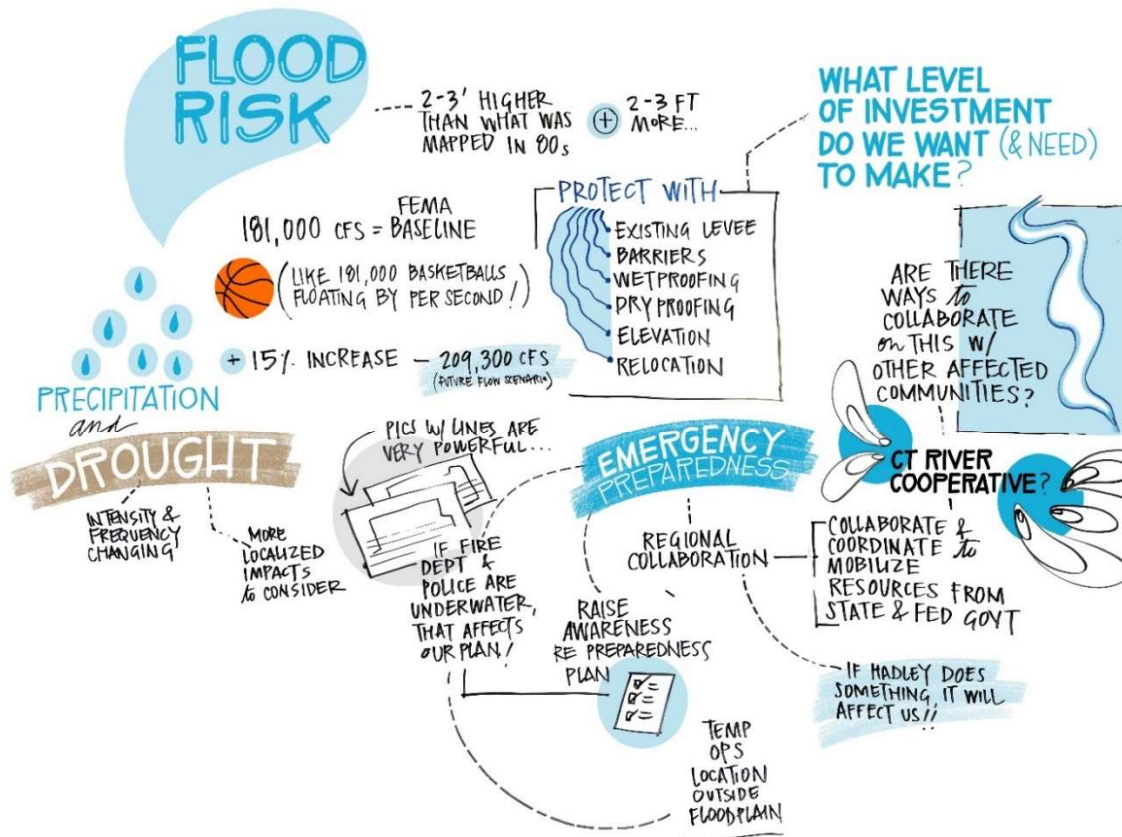 FLOOD
RISK
2-3' HIGHER
THAN WHAT WAS
MAPPED IN 80s
+
2-3 FT
MORE...
WHAT LEVEL
OF INVESTMENT
DO WE WANT (& NEED)
TO MAKE?
181,000 CFS = FEMA
BASELINE
(LIKE 181,000 BASKETBALLS
FLOATING BY PER SECOND!)
+ 15% INCREASE – 209,300 CFS
(FUTURE FLOW SCENARIO)
PROTECT WITH
EXISTING LEVEE
BARRIERS
WETPROOFING
DRYPROOFING
ELEVATION
RELOCATION
ARE THERE
WAYS to
COLLABORATE
on THIS W/
OTHER AFFECTED
COMMUNITIES?
CT RIVER
COOPERATIVE?
PRECIPITATION
and
DROUGHT
INTENSITY &
FREQUENCY
CHANGING
MORE
LOCALIZED
IMPACTS
to CONSIDER
PICS W/ LINES ARE
VERY POWERFUL...
IF FIRE
DEPT &
POLICE ARE
UNDERWATER,
THAT AFFECTS
OUR PLAN!
EMERGENCY
PREPAREDNESS
REGIONAL
COLLABORATION
COLLABORATE &
COORDINATE to
MOBILIZE
RESOURCES FROM
STATE & FED GOVT
RAISE
AWARENESS
RE PREPAREDNESS
PLAN
IF HADLEY DOES
SOMETHING, IT WILL
AFFECT US!!
TEMP
OPS
LOCATION
OUTSIDE
FLOODPLAIN